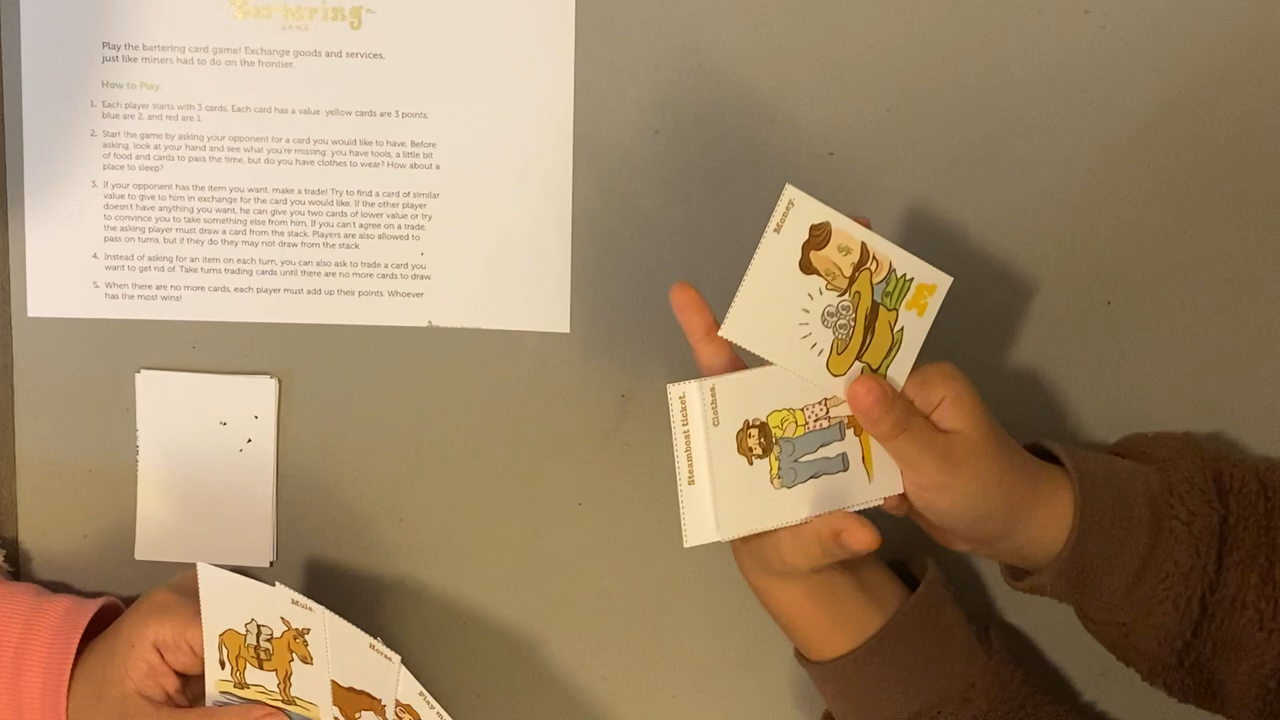 Bartering
GAME
Play the bartering card game! Exchange goods and services,
just like miners had to do on the frontier.
How to Play:
1. Each player starts with 3 cards. Each card has a value: yellow cards are 3 points,
blue are 2, and red are 1.
2. Start the game by asking your opponent for a card you would like to have. Before
asking, look at your hand and see what you're missing: you have tools, a little bit
of food and cards to pass the time, but do you have clothes to wear? How about a
place to sleep?
3. If your opponent has the item you want, make a trade! Try to find a card of similar
value to give to him in exchange for the card you would like. If the other player
doesn't have anything you want, he can give you two cards of lower value or try
to convince you to take something else from him. If you can't agree on a trade,
the asking player must draw a card from the stack. Players are also allowed to
pass on turns, but if they do they may not draw from the stack
4. Instead of asking for an item on each turn, you can also ask to trade a card you
want to get rid of. Take turns trading cards until there are no more cards to draw
5. When there are no more cards, each player must add up their points. Whoever
has the most wins!
Money.
Steamboat ticket.
Clothes.
Mule.
Horse.
Play